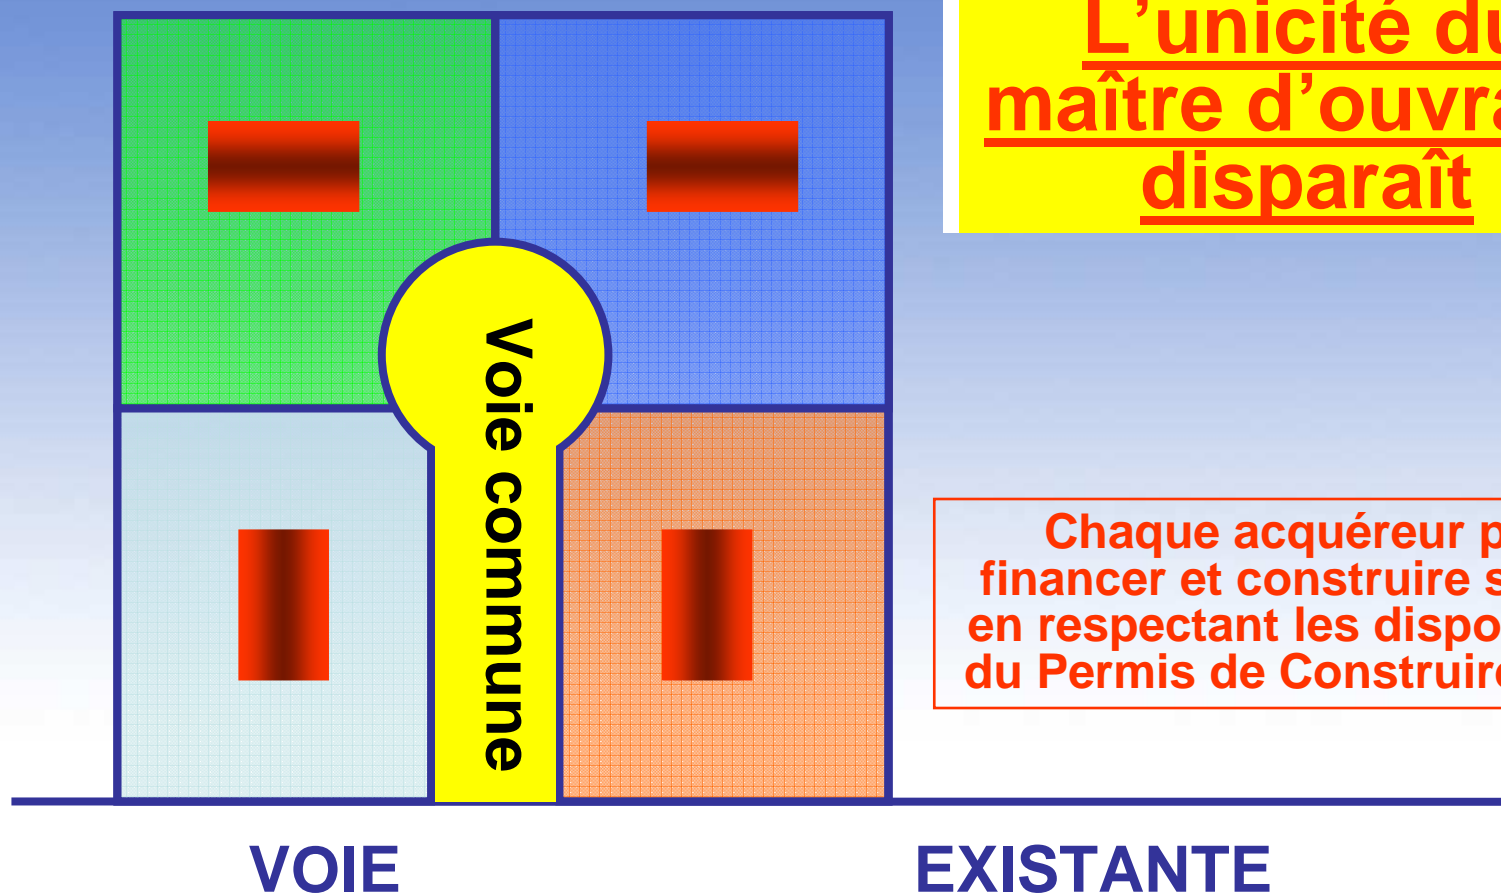 L’unicité du
maître d’ouvra
disparaît
Voie commune
Chaque acquéreur p
financer et construire s
en respectant les dispo
du Permis de Construire
VOIE EXISTANTE